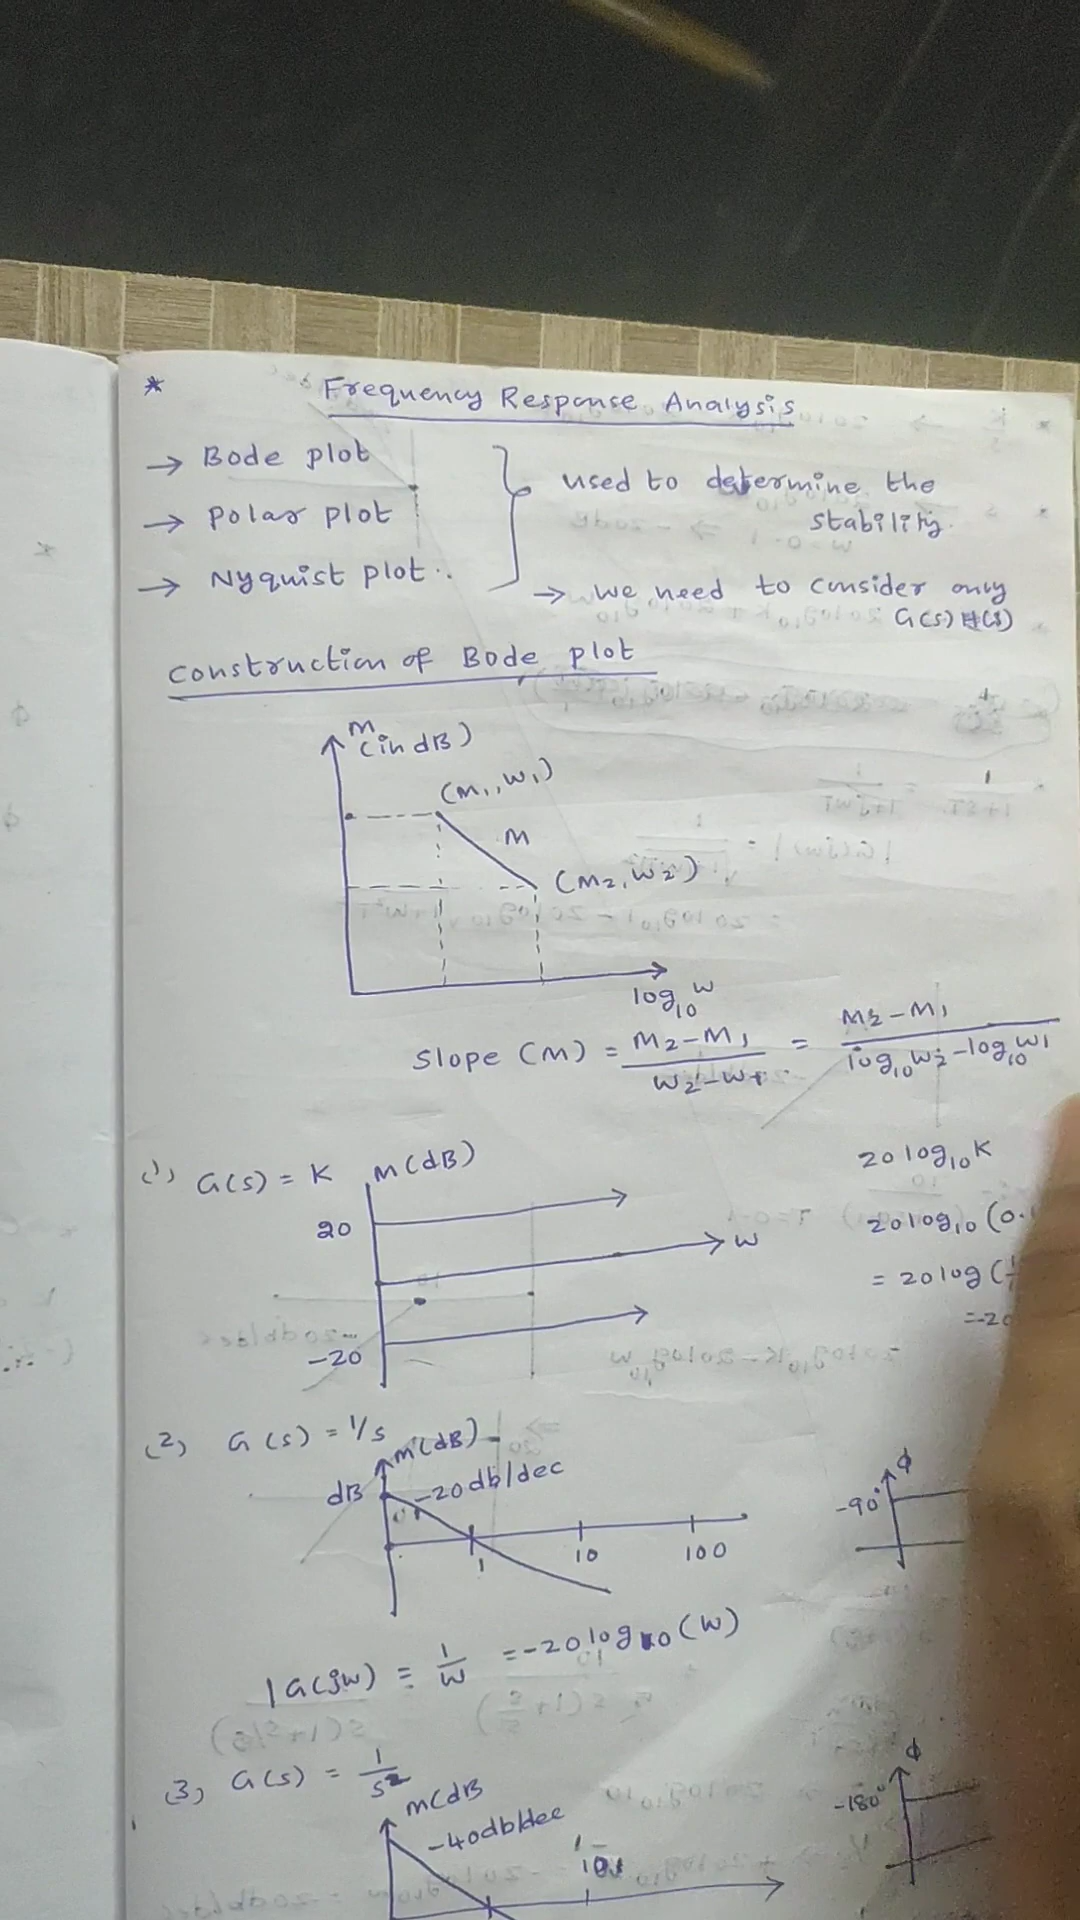 * Frequency Response Analysis
→ Bode plot
→ Polar plot
→ Nyquist plot..
used to determine the
stability.
→ we need to consider only
G(s) H(s)
Construction of Bode plot
M
(in dB)
(M1, W1)
M
(M2, W2)
log10 W
Slope (M) = M2-M1 / W2-W1 = M2-M1 / log10 W2 - log10 W1
(1) G(s) = K
M(dB)
20
W
-20
20 log10 K
20 log10 (0.
= 20 log (
(2) G(s) = 1/s
M(dB)
dB
-20db/dec
1
10
100
ϕ
-90°
|G(jw) = 1/w = -20 log10 (W)
(3) G(s) = 1/s2
M(dB
-40db/dec
ϕ
-180°